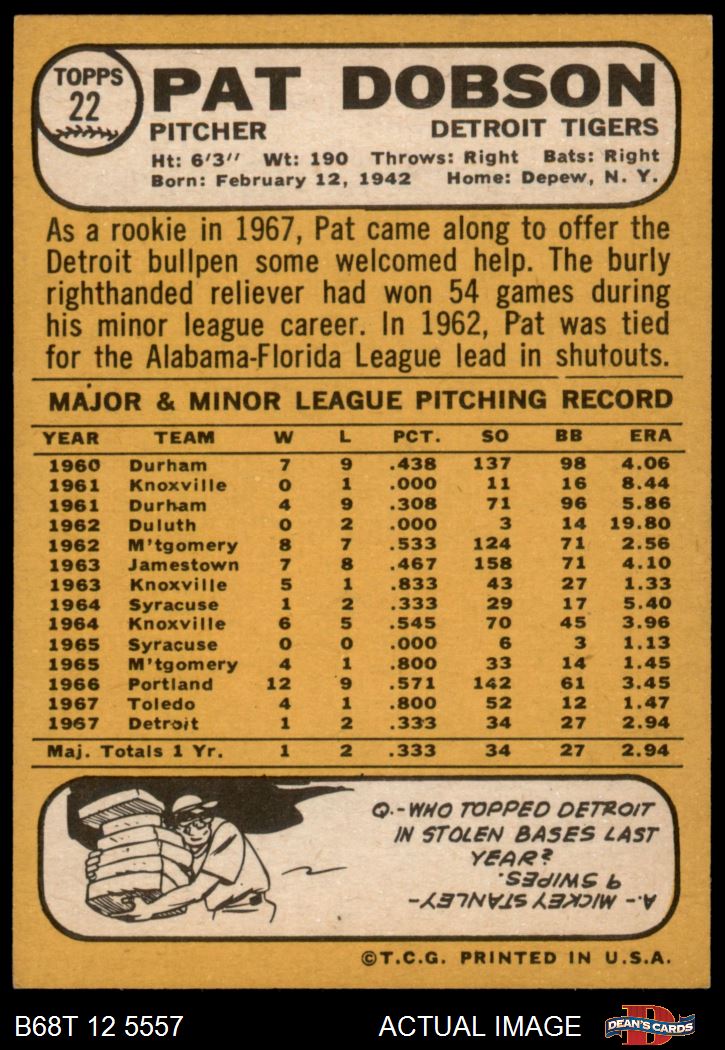 TOPPS
22
PAT DOBSON
PITCHER DETROIT TIGERS
Ht: 6'3'' Wt: 190 Throws: Right Bats: Right
Born: February 12, 1942 Home: Depew, N. Y.
As a rookie in 1967, Pat came along to offer the
Detroit bullpen some welcomed help. The burly
righthanded reliever had won 54 games during
his minor league career. In 1962, Pat was tied
for the Alabama-Florida League lead in shutouts.
MAJOR & MINOR LEAGUE PITCHING RECORD
YEAR TEAM W L PCT. SO BB ERA
1960 Durham 7 9 .438 137 98 4.06
1961 Knoxville 0 1 .000 11 16 8.44
1961 Durham 4 9 .308 71 96 5.86
1962 Duluth 0 2 .000 3 14 19.80
1962 M'tgomery 8 7 .533 124 71 2.56
1963 Jamestown 7 8 .467 158 71 4.10
1963 Knoxville 5 1 .833 43 27 1.33
1964 Syracuse 1 2 .333 29 17 5.40
1964 Knoxville 6 5 .545 70 45 3.96
1965 Syracuse 0 0 .000 6 3 1.13
1965 M'tgomery 4 1 .800 33 14 1.45
1966 Portland 12 9 .571 142 61 3.45
1967 Toledo 4 1 .800 52 12 1.47
1967 Detroit 1 2 .333 34 27 2.94
Maj. Totals 1 Yr. 1 2 .333 34 27 2.94
Q.-WHO TOPPED DETROIT
IN STOLEN BASES LAST
YEAR?
A.- MICKEY STANLEY-
9 SWIPES.
©T.C.G. PRINTED IN U.S.A.
B68T 12 5557 ACTUAL IMAGE DEAN'S CARDS